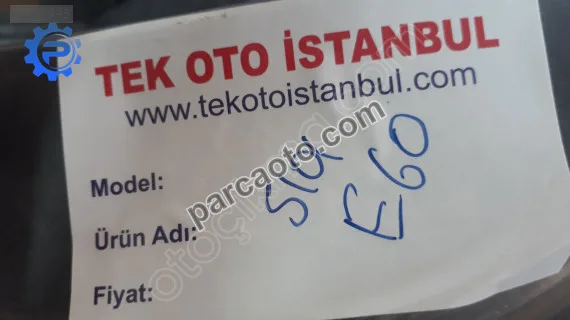 TEK OTO İSTANBUL
www.tekotoistanbul.com
Model:
Ürün Adı:
Fiyat:
E60
parcaoto.com